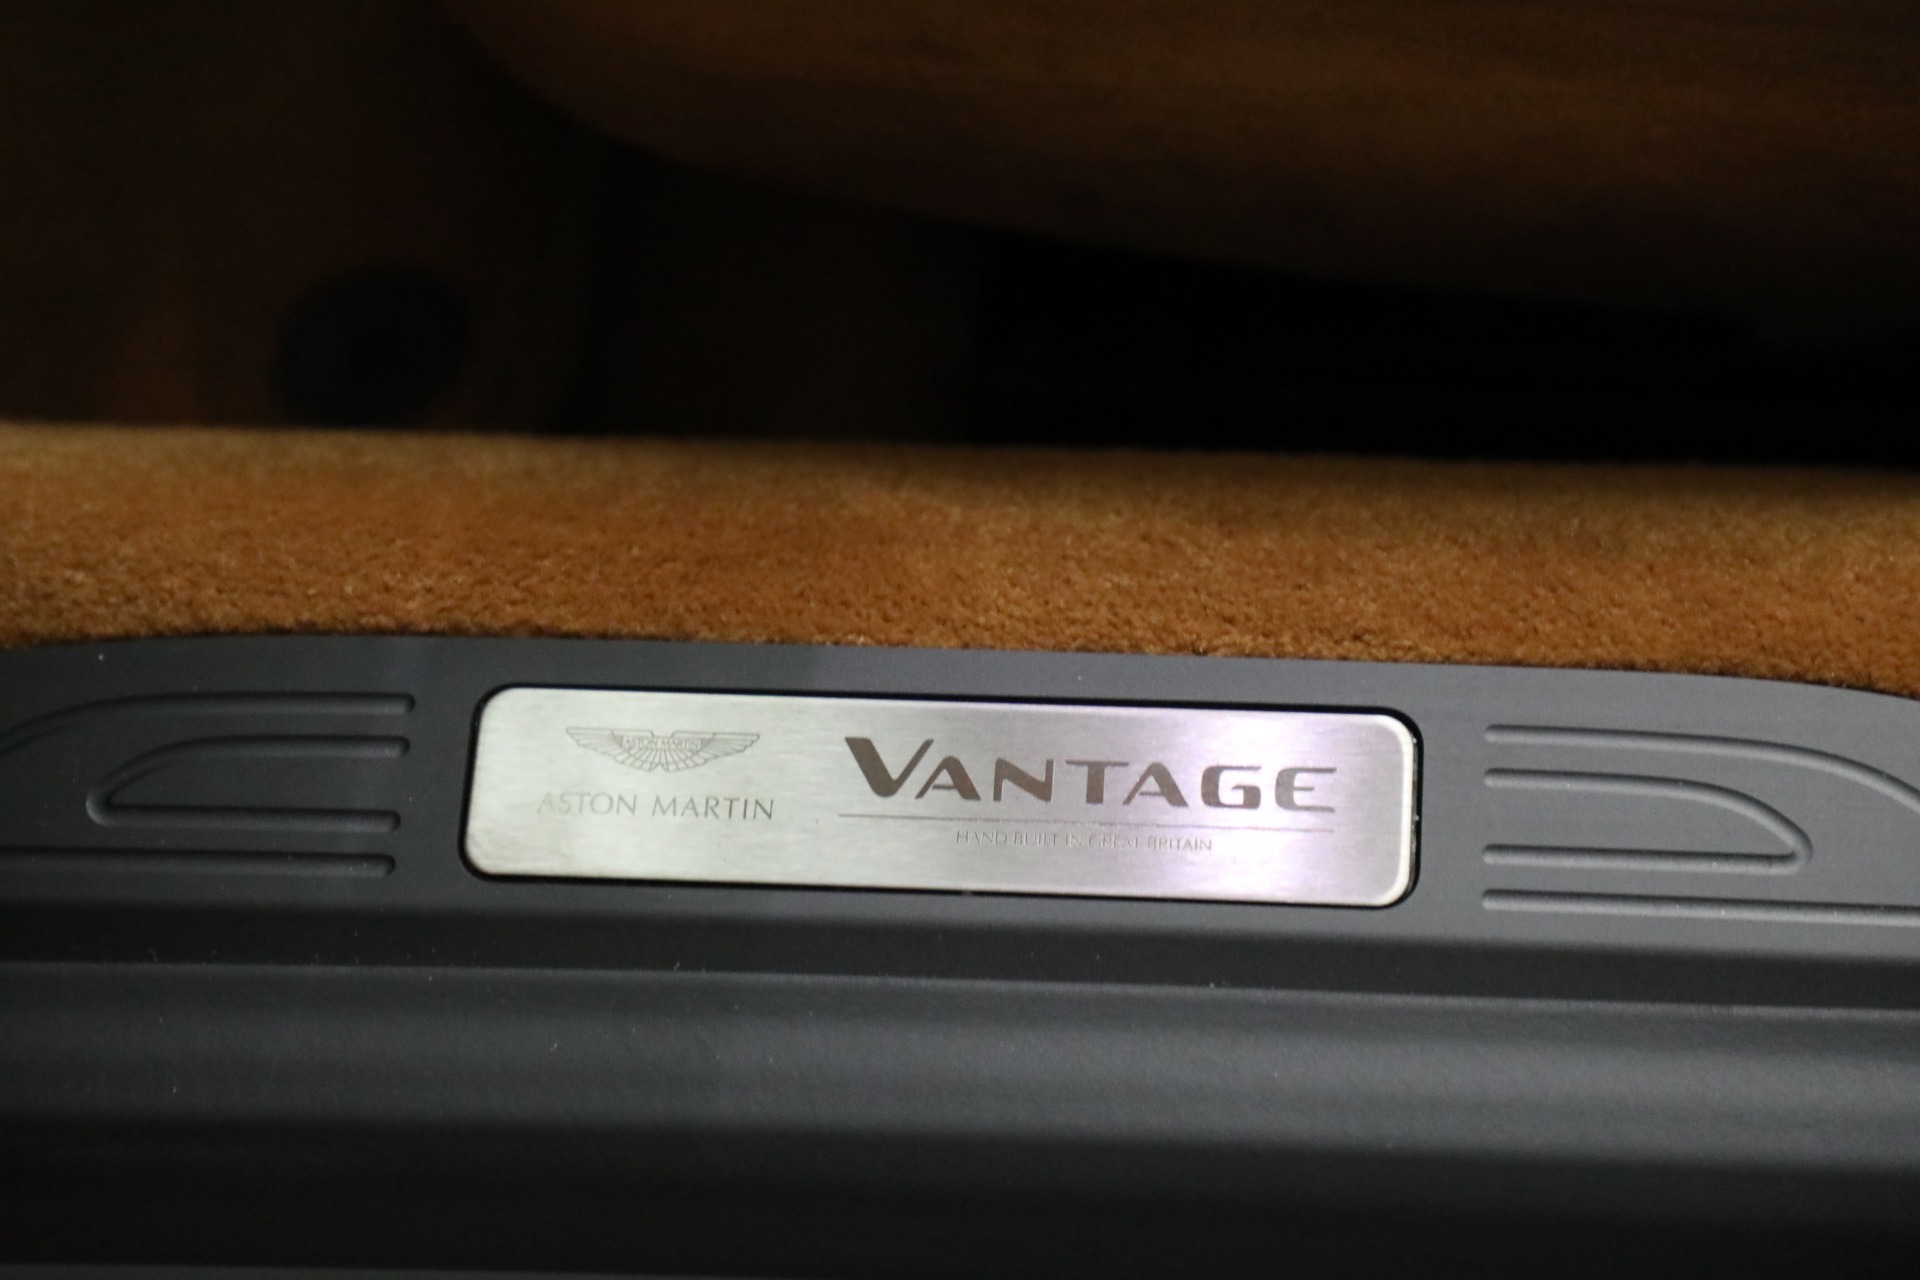 ASTON MARTIN
ASTON MARTIN
VANTAGE
HAND BUILT IN GREAT BRITAIN